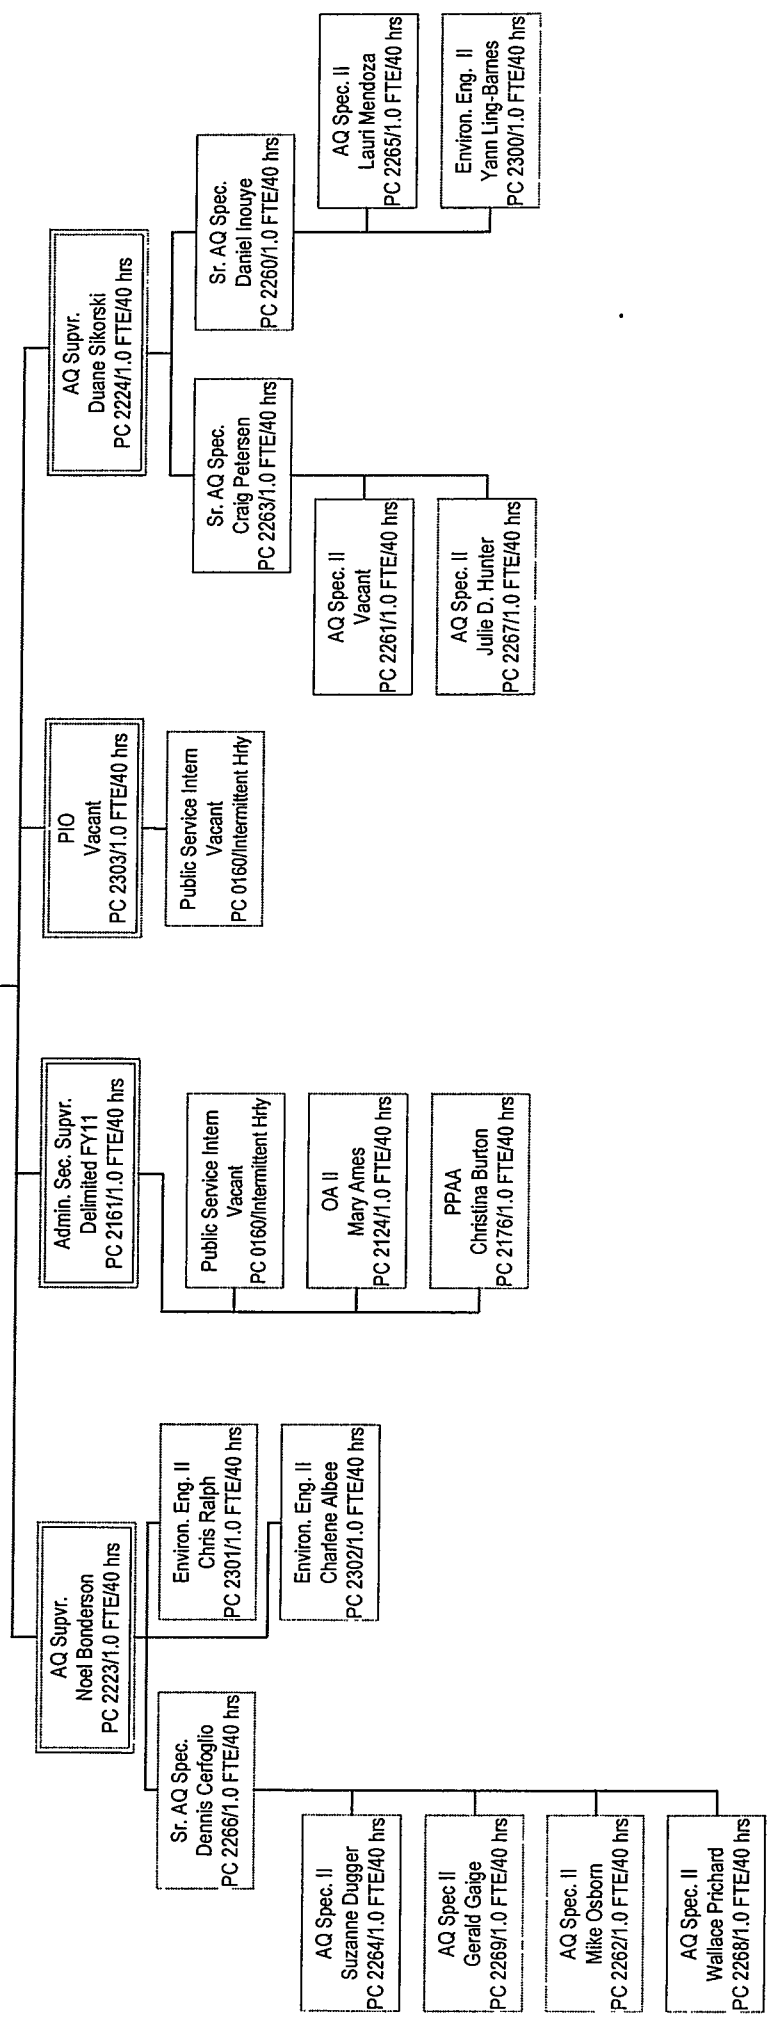 AQ Supvr.
Noel Bonderson
PC 2223/1.0 FTE/40 hrs
Sr. AQ Spec.
Dennis Cerfoglio
PC 2266/1.0 FTE/40 hrs
AQ Spec. II
Suzanne Dugger
PC 2264/1.0 FTE/40 hrs
AQ Spec II
Gerald Gaige
PC 2269/1.0 FTE/40 hrs
AQ Spec. II
Mike Osborn
PC 2262/1.0 FTE/40 hrs
AQ Spec. II
Wallace Prichard
PC 2268/1.0 FTE/40 hrs
Environ. Eng. II
Chris Ralph
PC 2301/1.0 FTE/40 hrs
Environ. Eng. II
Charlene Albee
PC 2302/1.0 FTE/40 hrs
Admin. Sec. Supvr.
Delimited FY11
PC 2161/1.0 FTE/40 hrs
Public Service Intern
Vacant
PC 0160/Intermittent Hrly
OA II
Mary Ames
PC 2124/1.0 FTE/40 hrs
PPAA
Christina Burton
PC 2176/1.0 FTE/40 hrs
PIO
Vacant
PC 2303/1.0 FTE/40 hrs
Public Service Intern
Vacant
PC 0160/Intermittent Hrly
AQ Supvr.
Duane Sikorski
PC 2224/1.0 FTE/40 hrs
Sr. AQ Spec.
Craig Petersen
PC 2263/1.0 FTE/40 hrs
AQ Spec. II
Vacant
PC 2261/1.0 FTE/40 hrs
AQ Spec. II
Julie D. Hunter
PC 2267/1.0 FTE/40 hrs
Sr. AQ Spec.
Daniel Inouye
PC 2260/1.0 FTE/40 hrs
AQ Spec. II
Lauri Mendoza
PC 2265/1.0 FTE/40 hrs
Environ. Eng. II
Yann Ling-Barnes
PC 2300/1.0 FTE/40 hrs